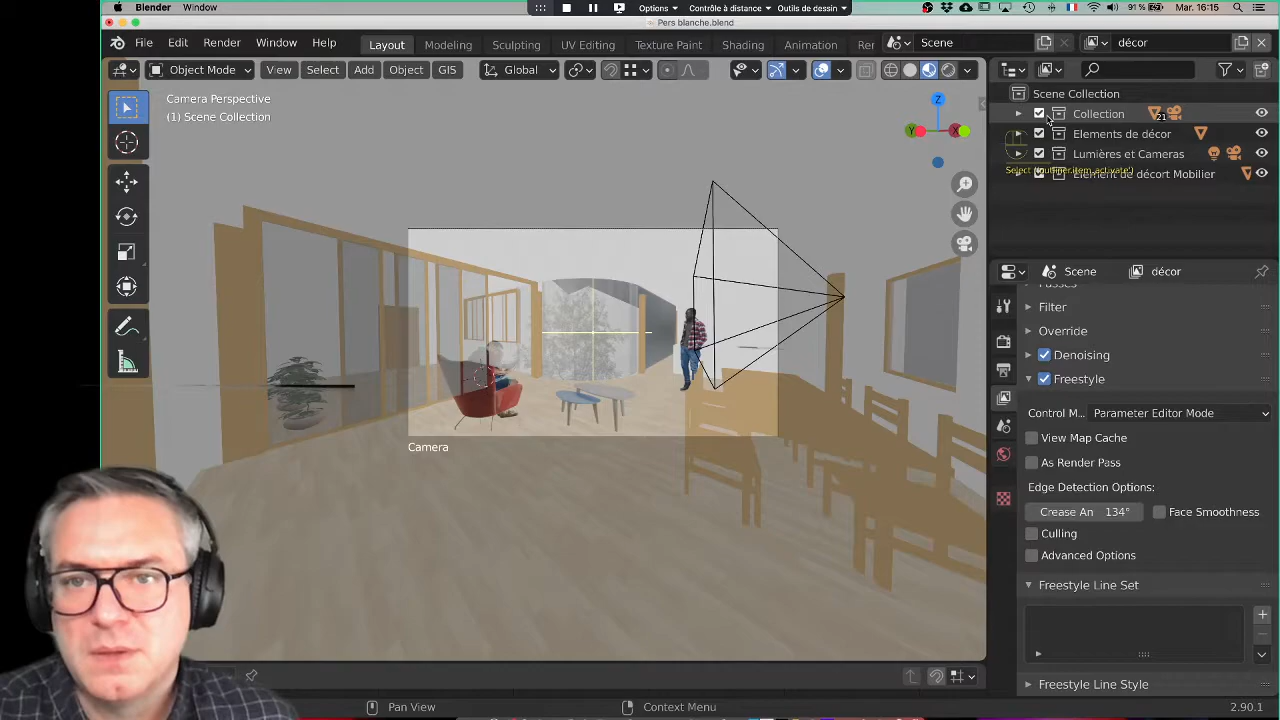 Blender Window Contrôle à distance Outils de dessin 91 % Mar. 16:15
Pers blanche.blend
File Edit Render Window Help Layout Modeling Sculpting UV Editing Texture Paint Shading Animation Rer Scene décor
Object Mode View Select Add Object GIS Global
Camera Perspective
(1) Scene Collection
Z
Y X
Camera
Scene Collection
Collection 21
Elements de décor
Lumières et Cameras
Elément de décort Mobilier
Scene décor
Filter
Override
Denoising
Freestyle
Control M... Parameter Editor Mode
View Map Cache
As Render Pass
Edge Detection Options:
Crease An 134° Face Smoothness
Culling
Advanced Options
Freestyle Line Set
Freestyle Line Style
Pan View Context Menu 2.90.1